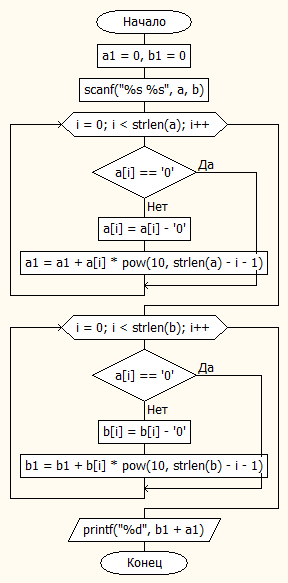 Начало
a1 = 0, b1 = 0
scanf("%s %s", a, b)
i = 0; i < strlen(a); i++
a[i] == '0'
Да
Нет
a[i] = a[i] - '0'
a1 = a1 + a[i] * pow(10, strlen(a) - i - 1)
i = 0; i < strlen(b); i++
a[i] == '0'
Да
Нет
b[i] = b[i] - '0'
b1 = b1 + b[i] * pow(10, strlen(b) - i - 1)
printf("%d", b1 + a1)
Конец